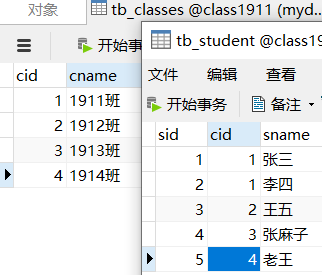 对象
tb_classes @class1911 (myd...
开始事务
cid cname
1 1911班
2 1912班
3 1913班
4 1914班
tb_student @class19
文件 编辑 查看
开始事务 备注
sid cid sname
1 1 张三
2 1 李四
3 2 王五
4 3 张麻子
5 4 老王